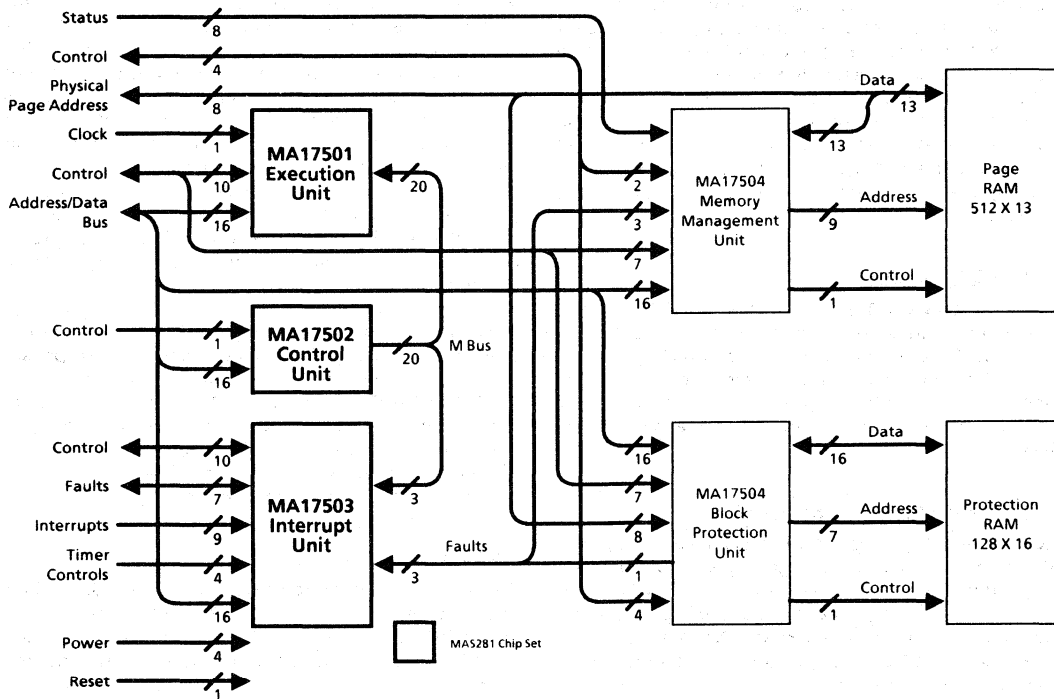 Status
8
Control
4
Physical
Page Address
8
Clock
1
Control
10
Address/Data
Bus
16
MA17501
Execution
Unit
20
Control
1
16
MA17502
Control
Unit
20
M Bus
Control
10
Faults
7
Interrupts
9
Timer
Controls
4
16
MA17503
Interrupt
Unit
3
Faults
3
Power
4
Reset
1
MAS281 Chip Set
Data
13
13
2
3
7
16
MA17504
Memory
Management
Unit
Address
9
Control
1
Page
RAM
512 X 13
16
7
8
1
4
MA17504
Block
Protection
Unit
Data
16
Address
7
Control
1
Protection
RAM
128 X 16